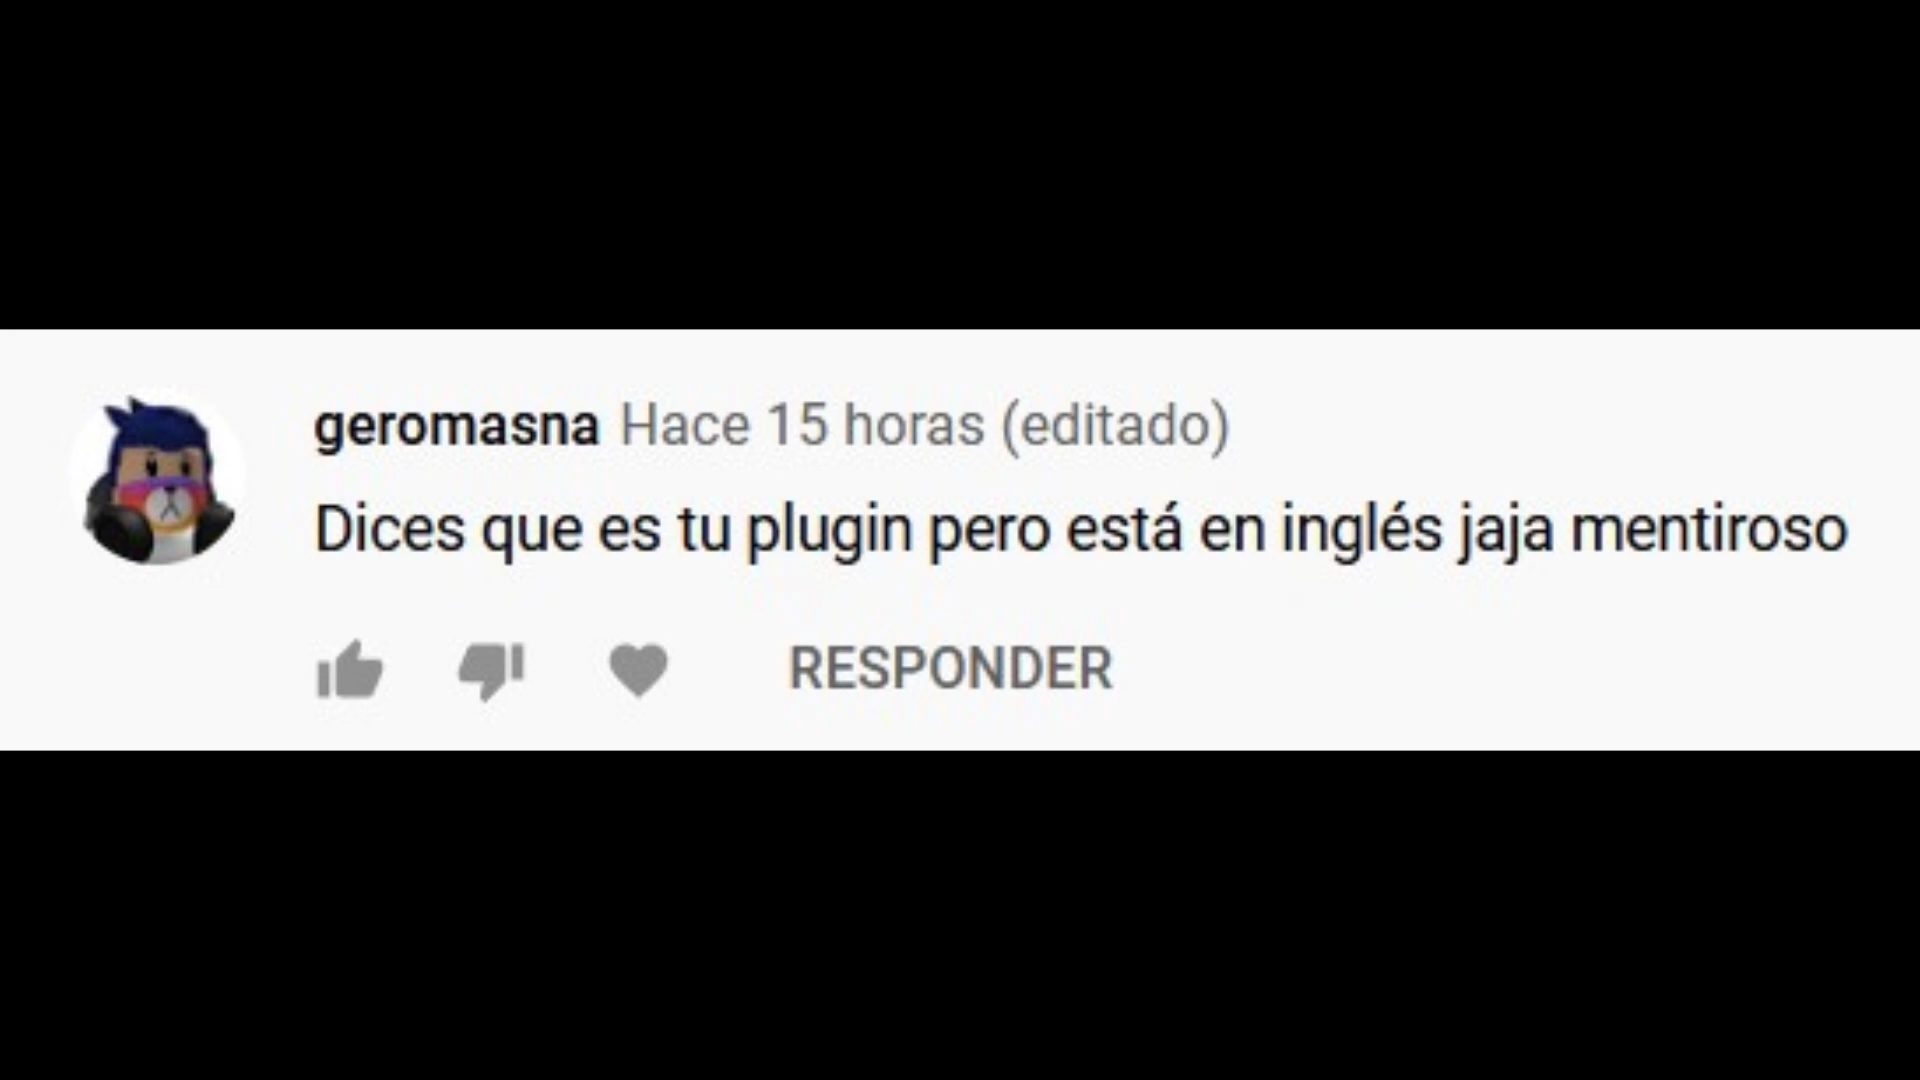 geromasna Hace 15 horas (editado)
Dices que es tu plugin pero está en inglés jaja mentiroso
RESPONDER